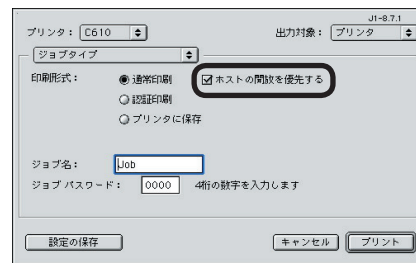 J1-8.7.1
プリンタ： C610 出力対象： プリンタ
ジョブタイプ
印刷形式： 通常印刷 ホストの開放を優先する
認証印刷
プリンタに保存
ジョブ名： Job
ジョブ パスワード： 0000 4桁の数字を入力します
設定の保存 キャンセル プリント